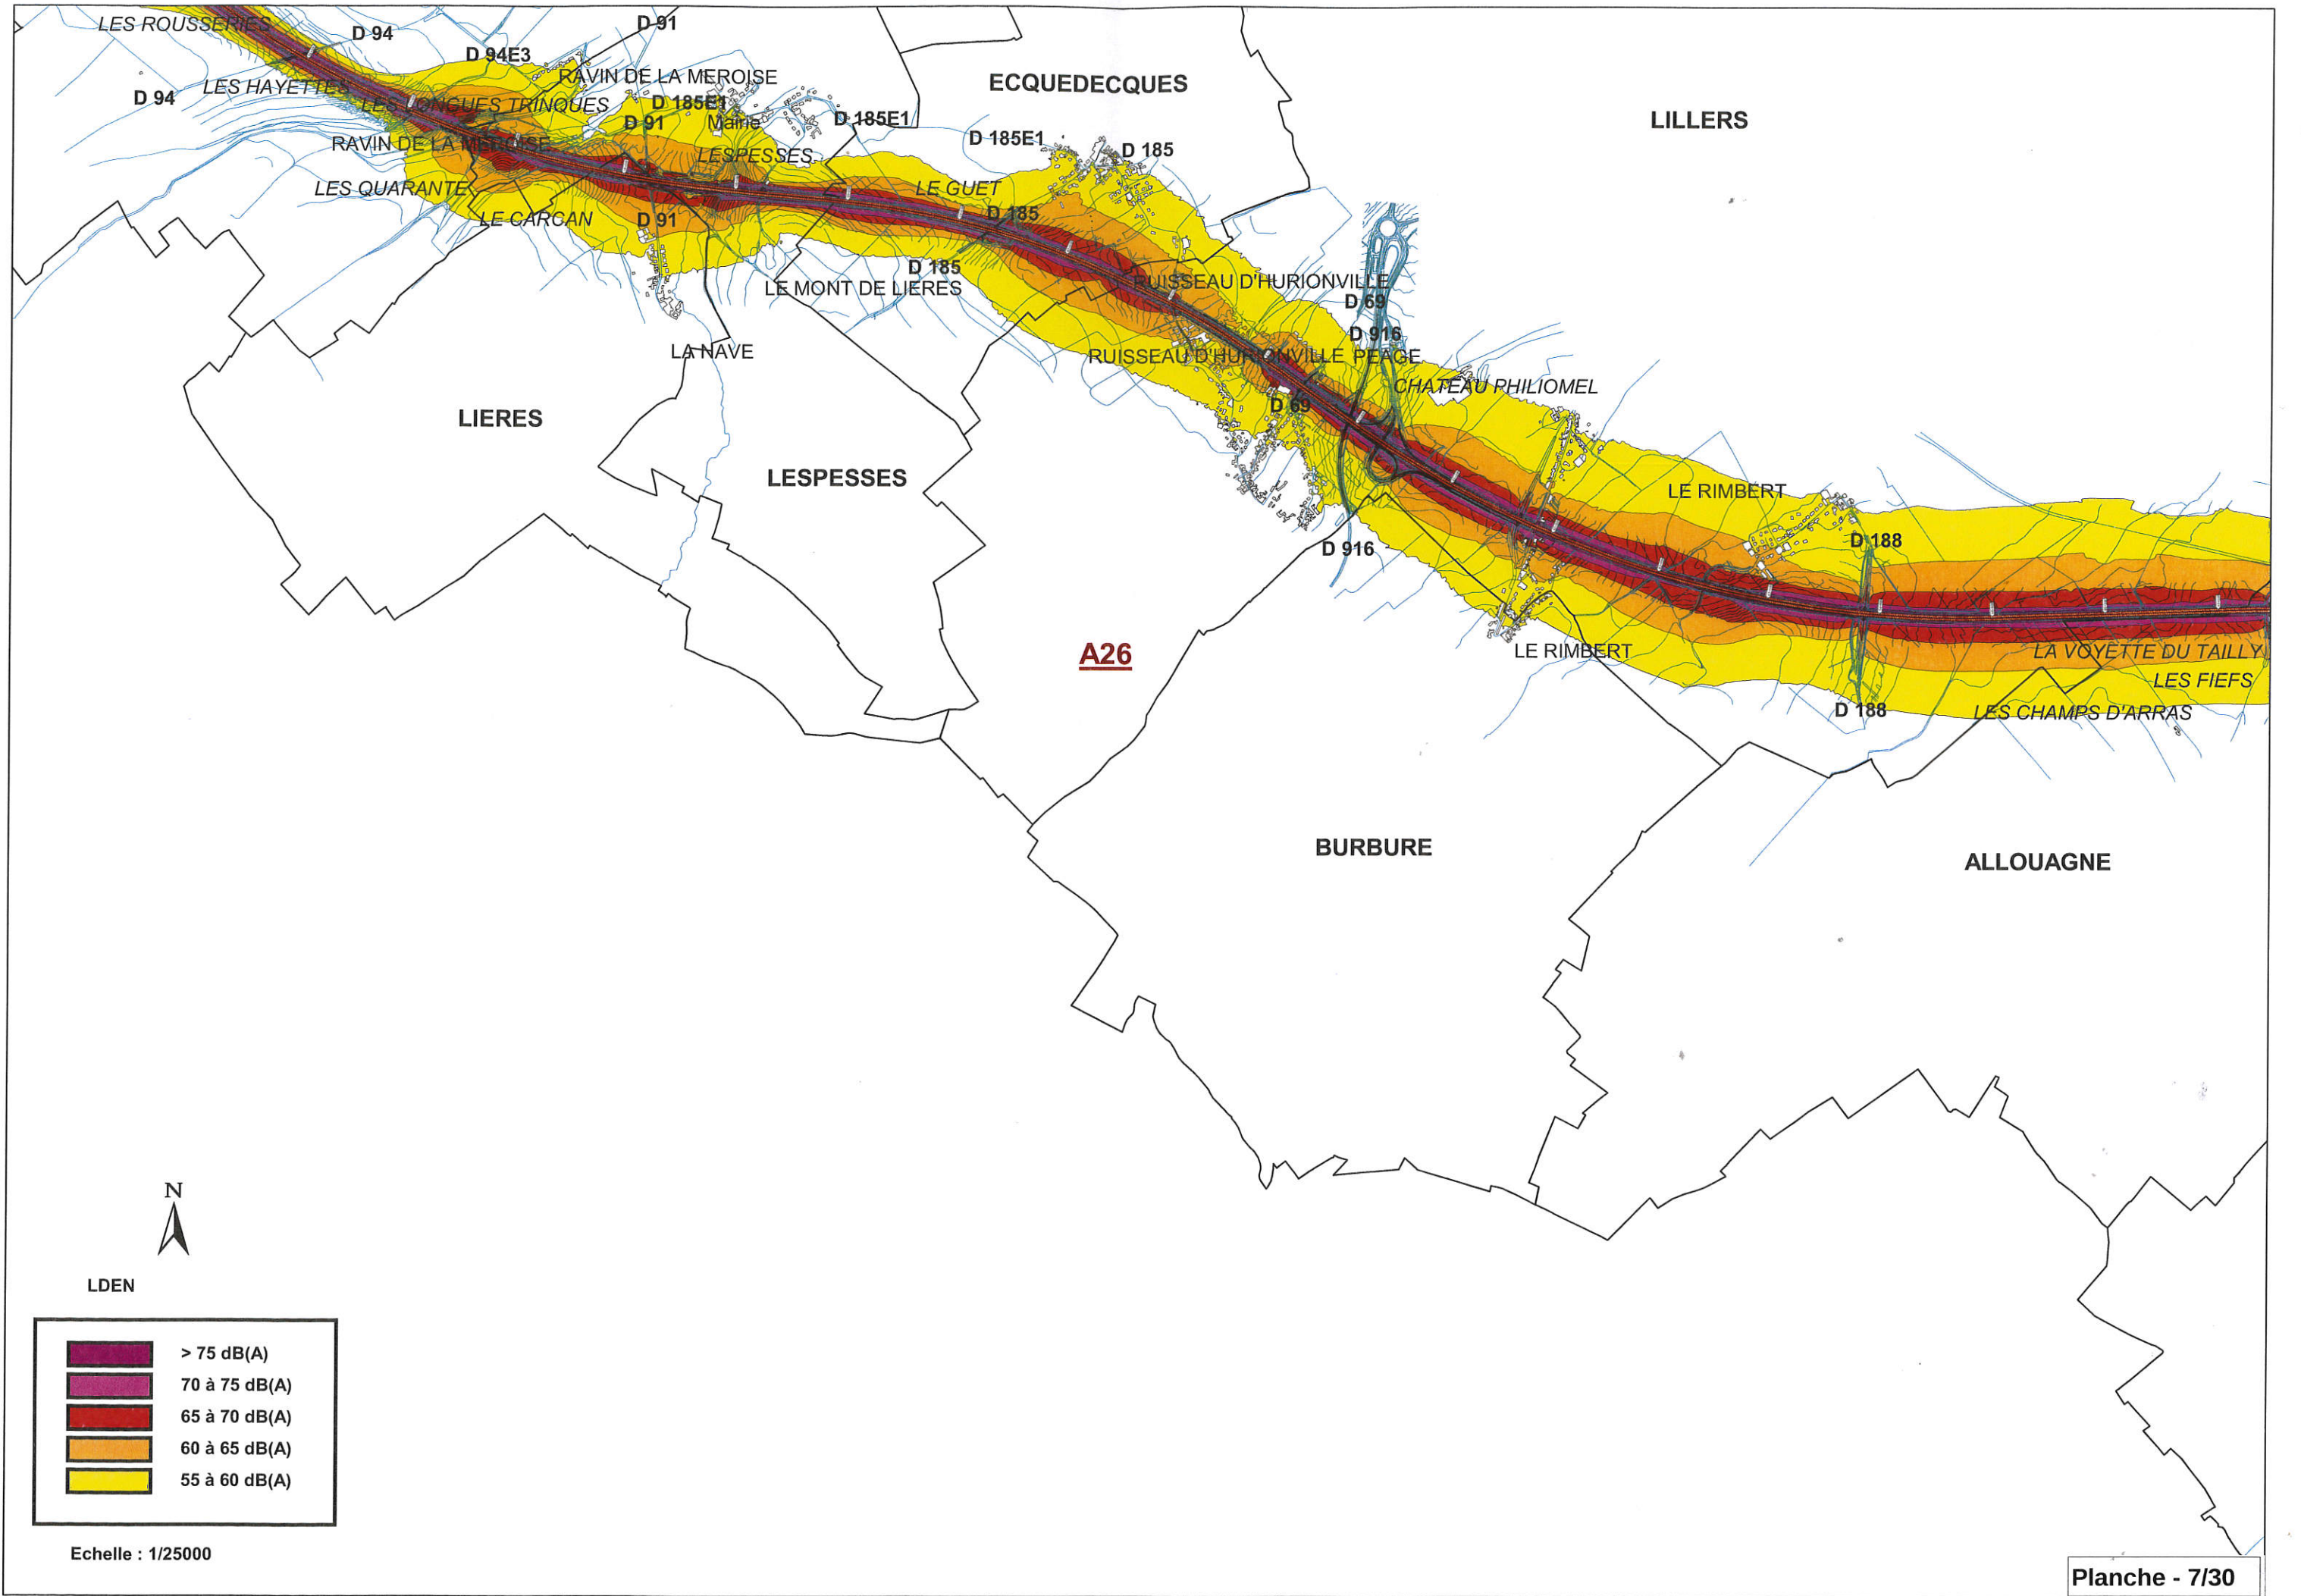 LES ROUSSERIES
D 94
D 91
D 94E3
RAVIN DE LA MEROISE
ECQUEDECQUES
LES HAYETTES
D 94
LES LONGUES TRINQUES
D 185E1
D 91
Mairie
D 185E1
LILLERS
D 185E1
D 185
RAVIN DE LA MEROISE
LESPESSES
LES QUARANTE
LE GUET
LE CARCAN
D 91
D 185
D 185
LE MONT DE LIERES
RUISSEAU D'HURIONVILLE
D 69
D 916
LA NAVE
RUISSEAU D'HURIONVILLE
PEAGE
CHATEAU PHILIOMEL
D 69
LIERES
LESPESSES
LE RIMBERT
D 916
D 188
A26
LE RIMBERT
LA VOYETTE DU TAILLY
LES FIEFS
D 188
LES CHAMPS D'ARRAS
BURBURE
ALLOUAGNE
N
LDEN
> 75 dB(A)
70 à 75 dB(A)
65 à 70 dB(A)
60 à 65 dB(A)
55 à 60 dB(A)
Echelle : 1/25000
Planche - 7/30